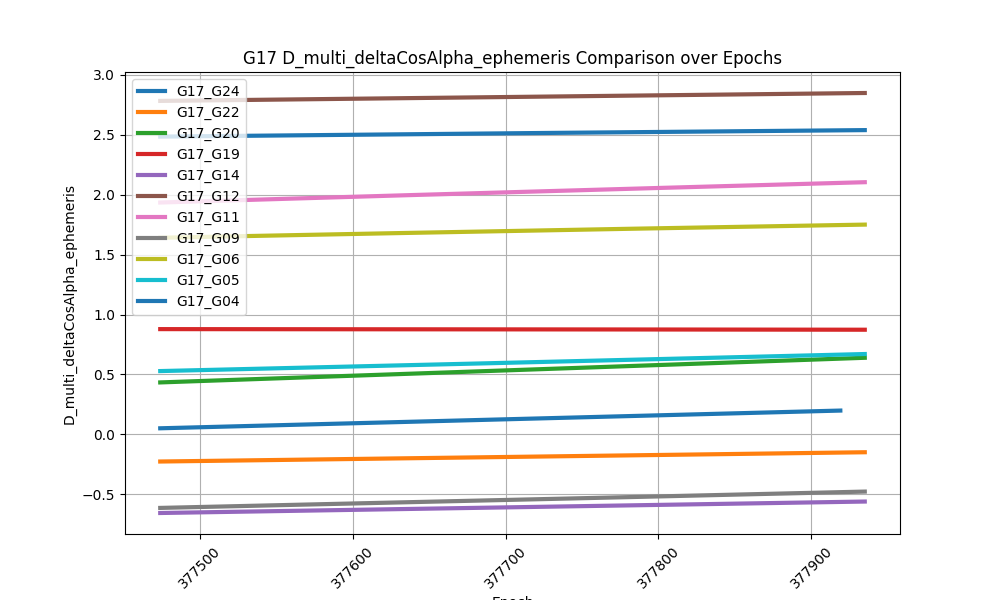 G17 D_multi_deltaCosAlpha_ephemeris Comparison over Epochs
D_multi_deltaCosAlpha_ephemeris
3.0
2.5
2.0
1.5
1.0
0.5
0.0
−0.5
G17_G24
G17_G22
G17_G20
G17_G19
G17_G14
G17_G12
G17_G11
G17_G09
G17_G06
G17_G05
G17_G04
377500
377600
377700
377800
377900
Epoch